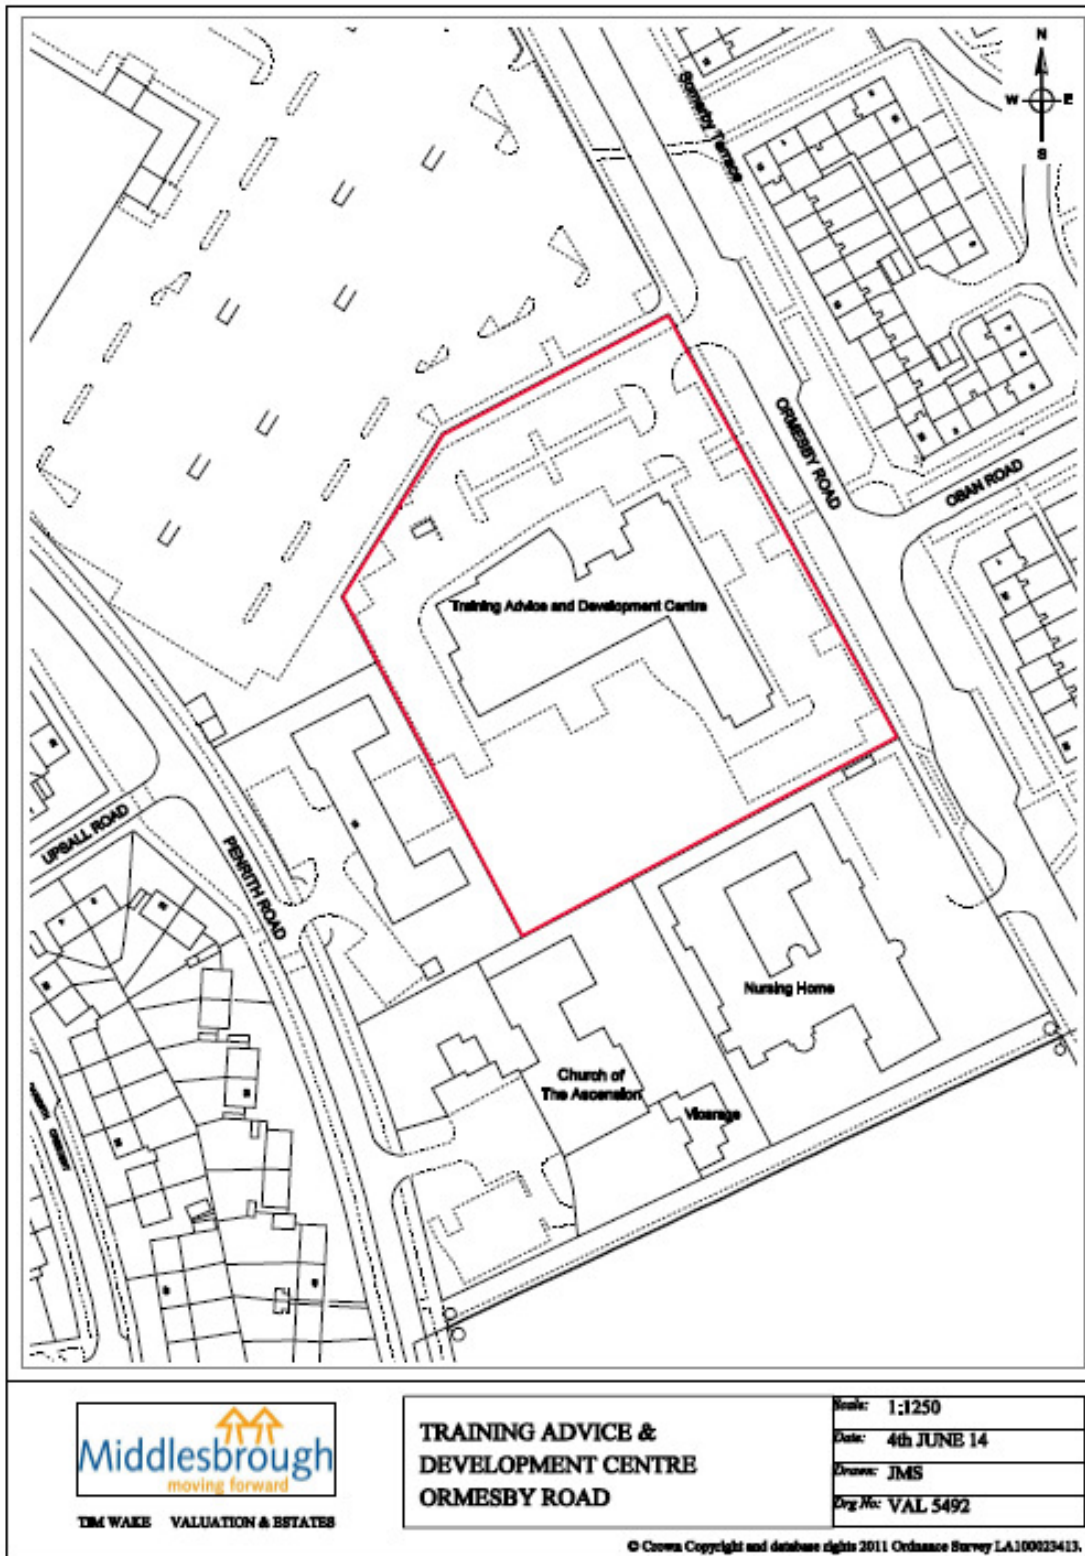 N
W E
S
Somerby Terrace
ORMESBY ROAD
OBAN ROAD
Training Advice and Development Centre
UPSALL ROAD
PENRITH ROAD
Nursing Home
Church of
The Ascension
Vicarage
Middlesbrough
moving forward
TIM WAKE VALUATION & ESTATES
TRAINING ADVICE &
DEVELOPMENT CENTRE
ORMESBY ROAD
Scale: 1:1250
Date: 4th JUNE 14
Drawn: JMS
Drg No: VAL 5492
© Crown Copyright and database rights 2011 Ordnance Survey LA100023413.